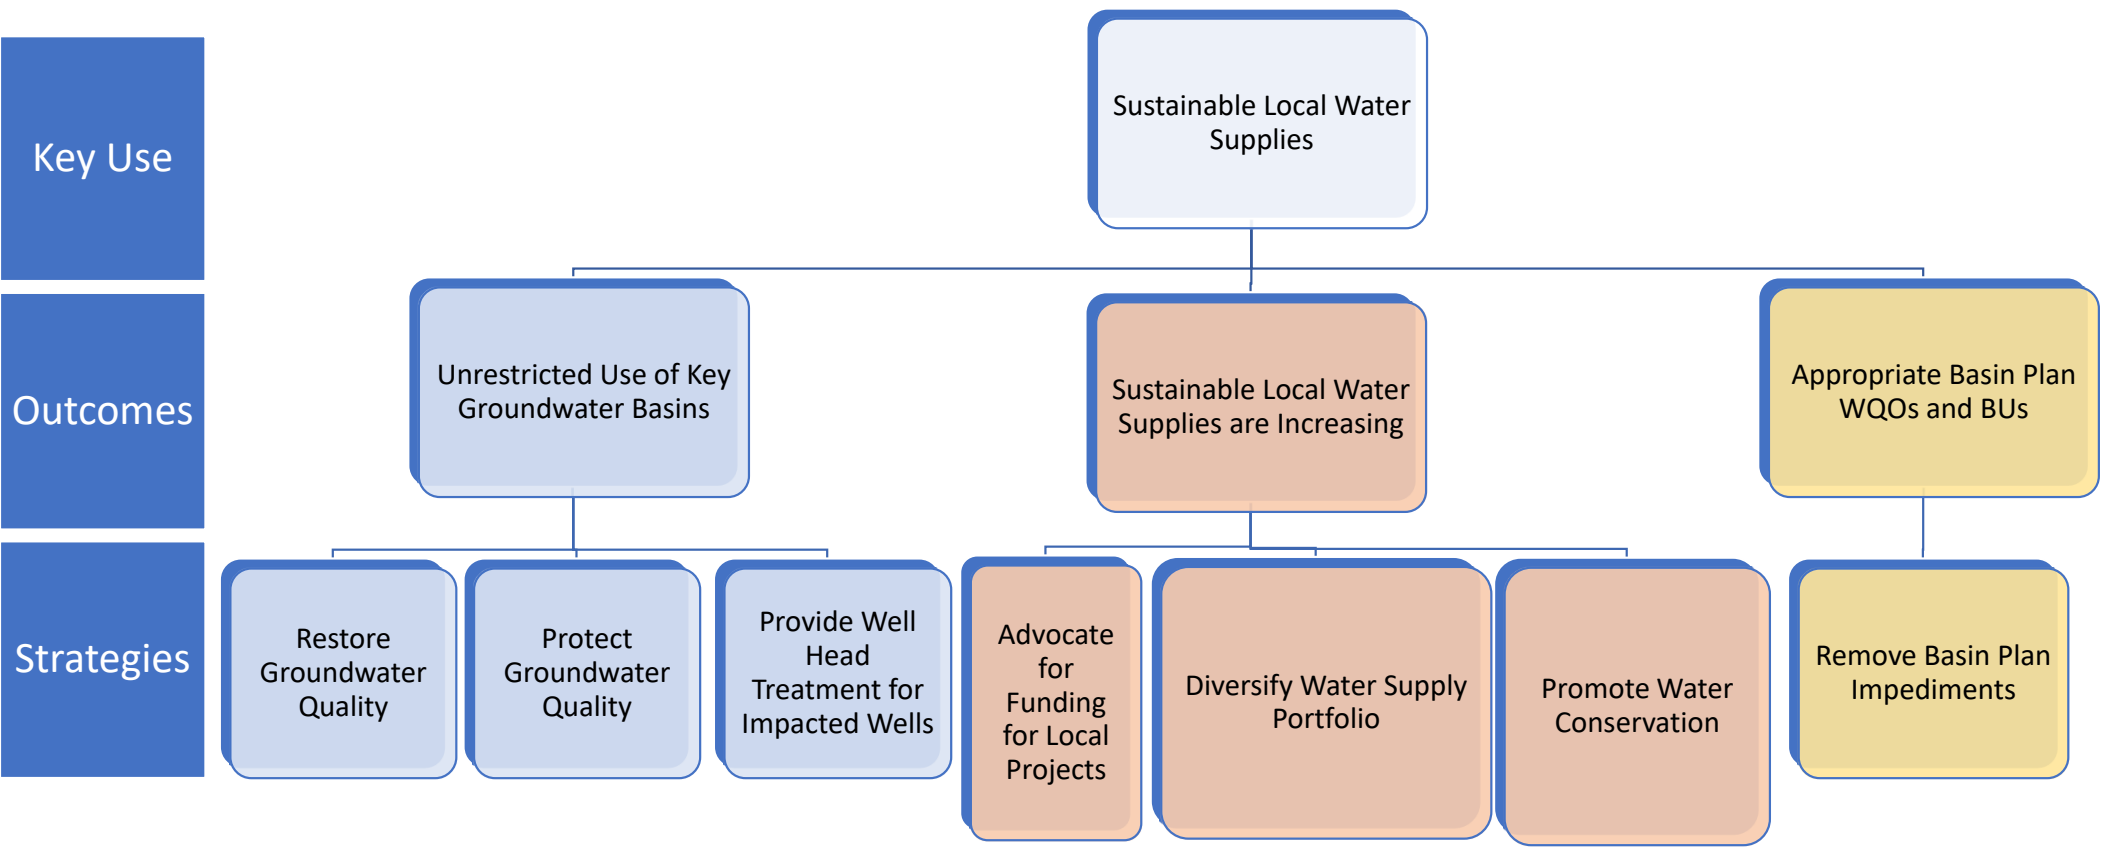 Key Use
Sustainable Local Water
Supplies
Outcomes
Unrestricted Use of Key
Groundwater Basins
Sustainable Local Water
Supplies are Increasing
Appropriate Basin Plan
WQOs and BUs
Strategies
Restore
Groundwater
Quality
Protect
Groundwater
Quality
Provide Well
Head
Treatment for
Impacted Wells
Advocate
for
Funding
for Local
Projects
Diversify Water Supply
Portfolio
Promote Water
Conservation
Remove Basin Plan
Impediments